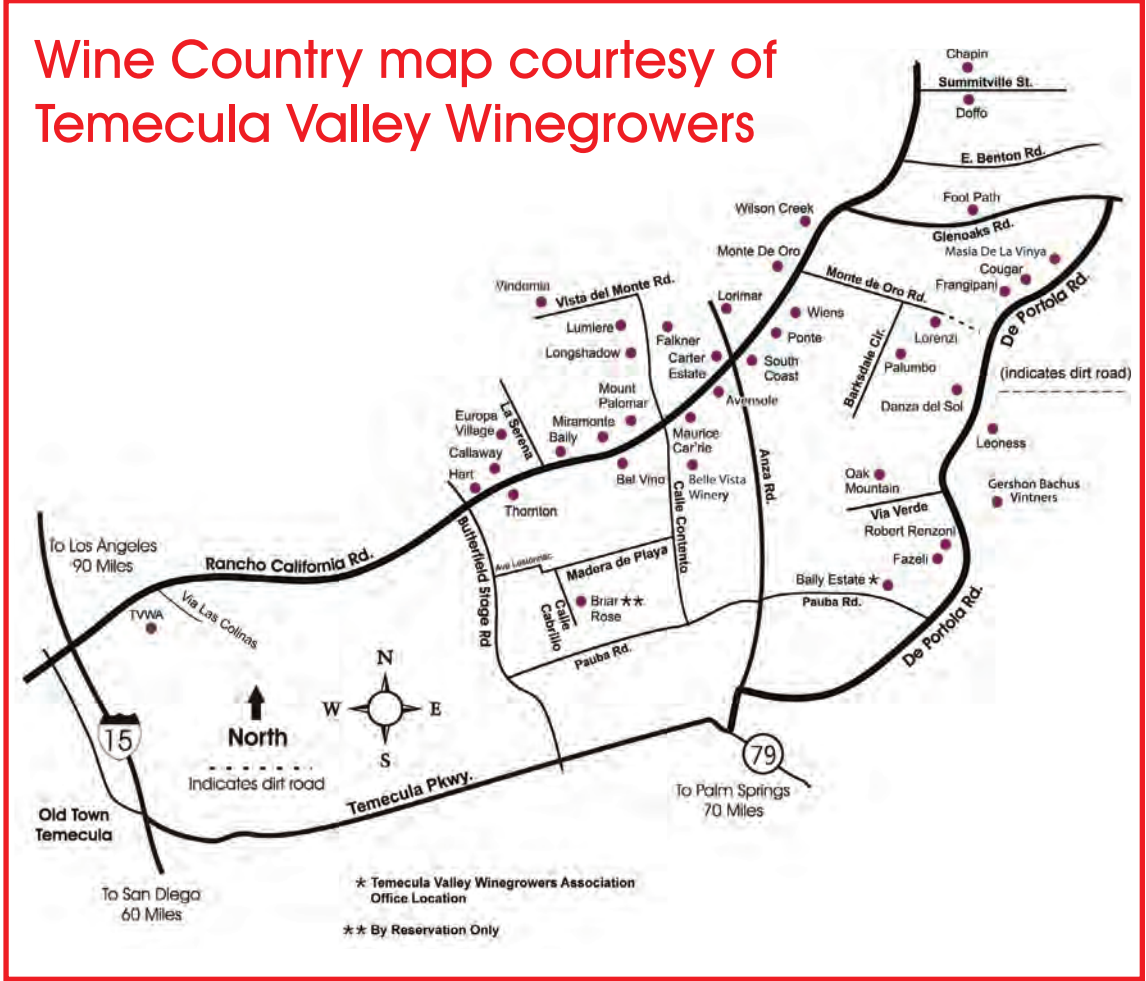 Wine Country map courtesy of
Temecula Valley Winegrowers
Chapin
Summitville St.
Doffo
E. Benton Rd.
Foot Path
Glenoaks Rd.
Wilson Creek
Masia De La Vinya
Monte De Oro
Cougar
Monte de Oro Rd.
Frangipani
De Portola Rd.
Vindemia
Vista del Monte Rd.
Lorimar
Wiens
Lumiere
Falkner
Ponte
Lorenzi
Longshadow
Carter
Estate
South
Coast
Barksdale Cir.
Palumbo
(indicates dirt road)
Mount
Palomar
Avensole
Danza del Sol
La Serena
Europa
Village
Miramonte
Baily
Maurice
Car'rie
Leoness
Callaway
Anza Rd.
Hart
Bel Vino
Belle Vista
Winery
Oak
Mountain
Gershon Bachus
Vintners
Thornton
Calle Contento
Via Verde
Butterfield Stage Rd
Robert Renzoni
To Los Angeles
90 Miles
Rancho California Rd.
Madera de Playa
Fazeli
Baily Estate *
Via Las Colinas
TVWA
Calle
Cabrillo
Briar **
Rose
Pauba Rd.
De Portola Rd.
Pauba Rd.
N
W
E
S
North
15
Indicates dirt road
79
Temecula Pkwy.
To Palm Springs
70 Miles
Old Town
Temecula
To San Diego
60 Miles
* Temecula Valley Winegrowers Association
Office Location
** By Reservation Only